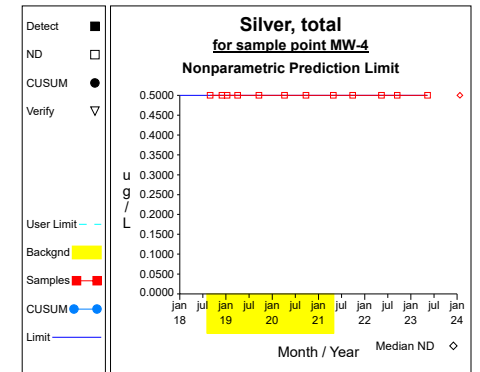 Detect
ND
CUSUM
Verify
User Limit
Backgnd
Samples
CUSUM
Limit
Silver, total
for sample point MW-4
Nonparametric Prediction Limit
ug/L
0.5000
0.4500
0.4000
0.3500
0.3000
0.2500
0.2000
0.1500
0.1000
0.0500
0.0000
jan jul jan jul jan jul jan jul jan jul jan jul jan
18 19 20 21 22 23 24
Month / Year
Median ND